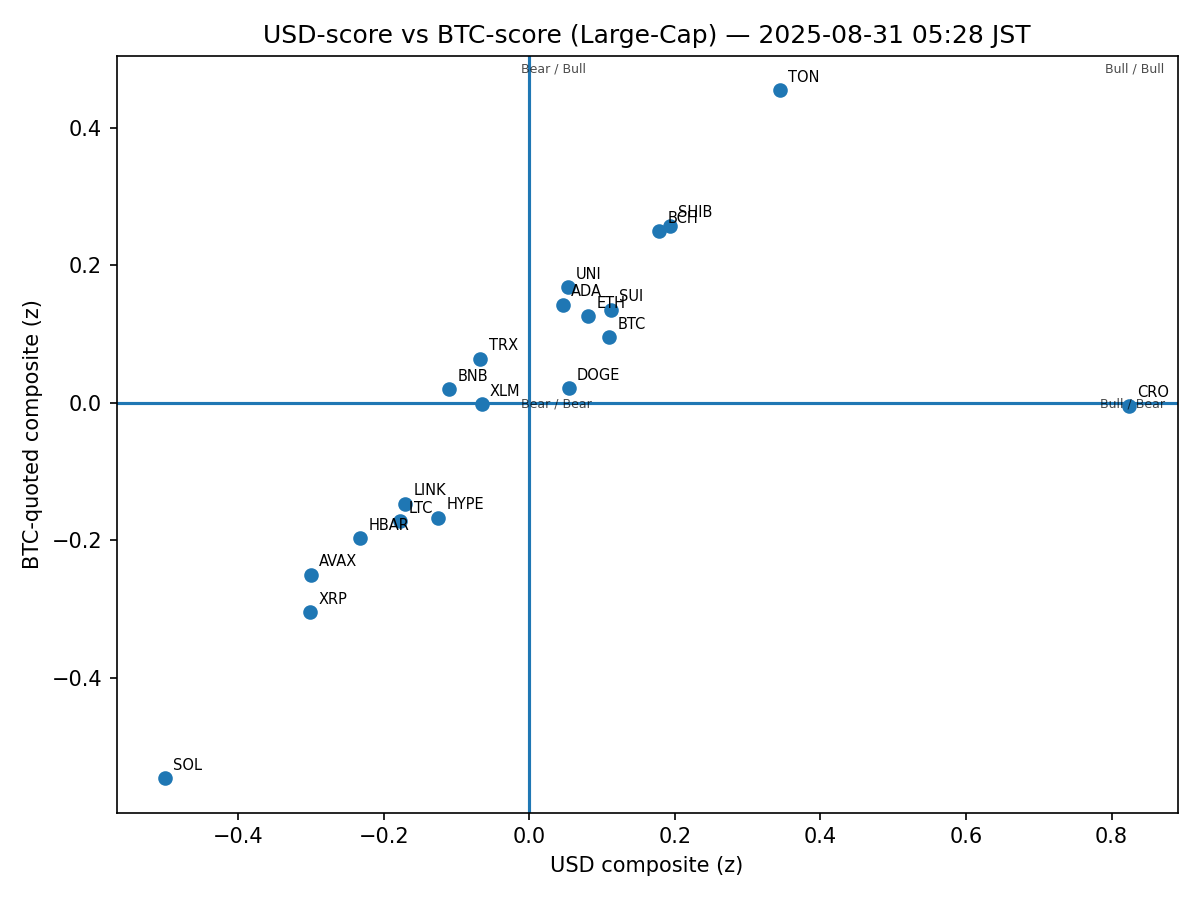 USD-score vs BTC-score (Large-Cap) — 2025-08-31 05:28 JST
Bear / Bull
Bull / Bull
TON
SHIB
BCH
UNI
ADA
SUI
ETH
BTC
TRX
BNB
DOGE
XLM
CRO
Bear / Bear
Bull / Bear
LINK
HYPE
LTC
HBAR
AVAX
XRP
SOL
0.4
0.2
0.0
−0.2
−0.4
BTC-quoted composite (z)
−0.4
−0.2
0.0
0.2
0.4
0.6
0.8
USD composite (z)